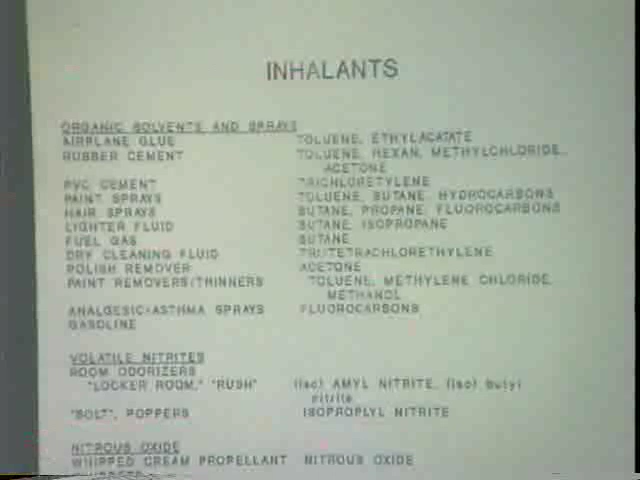 INHALANTS
ORGANIC SOLVENTS AND SPRAYS
AIRPLANE GLUE TOLUENE, ETHYLACATATE
RUBBER CEMENT TOLUENE, HEXAN, METHYLCHLORIDE,
ACETONE
PVC CEMENT TRICHLORETYLENE
PAINT SPRAYS TOLUENE, BUTANE, HYDROCARBONS
HAIR SPRAYS BUTANE, PROPANE, FLUOROCARBONS
LIGHTER FLUID BUTANE, ISOPROPANE
FUEL GAS BUTANE
DRY CLEANING FLUID TRI/TETRACHLORETHYLENE
POLISH REMOVER ACETONE
PAINT REMOVERS/THINNERS TOLUENE, METHYLENE CHLORIDE,
METHANOL
ANALGESIC-ASTHMA SPRAYS FLUOROCARBONS
GASOLINE
VOLATILE NITRITES
ROOM ODORIZERS
"LOCKER ROOM," "RUSH" (iso) AMYL NITRITE, (iso) Butyl
nitrite
"BOLT", POPPERS ISOPROPLYL NITRITE
NITROUS OXIDE
WHIPPED CREAM PROPELLANT NITROUS OXIDE